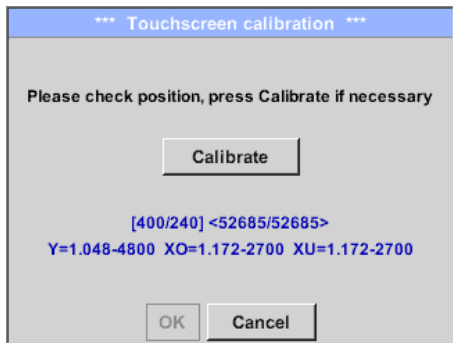 *** Touchscreen calibration ***
Please check position, press Calibrate if necessary
Calibrate
[400/240] <52685/52685>
Y=1.048-4800 XO=1.172-2700 XU=1.172-2700
OK Cancel